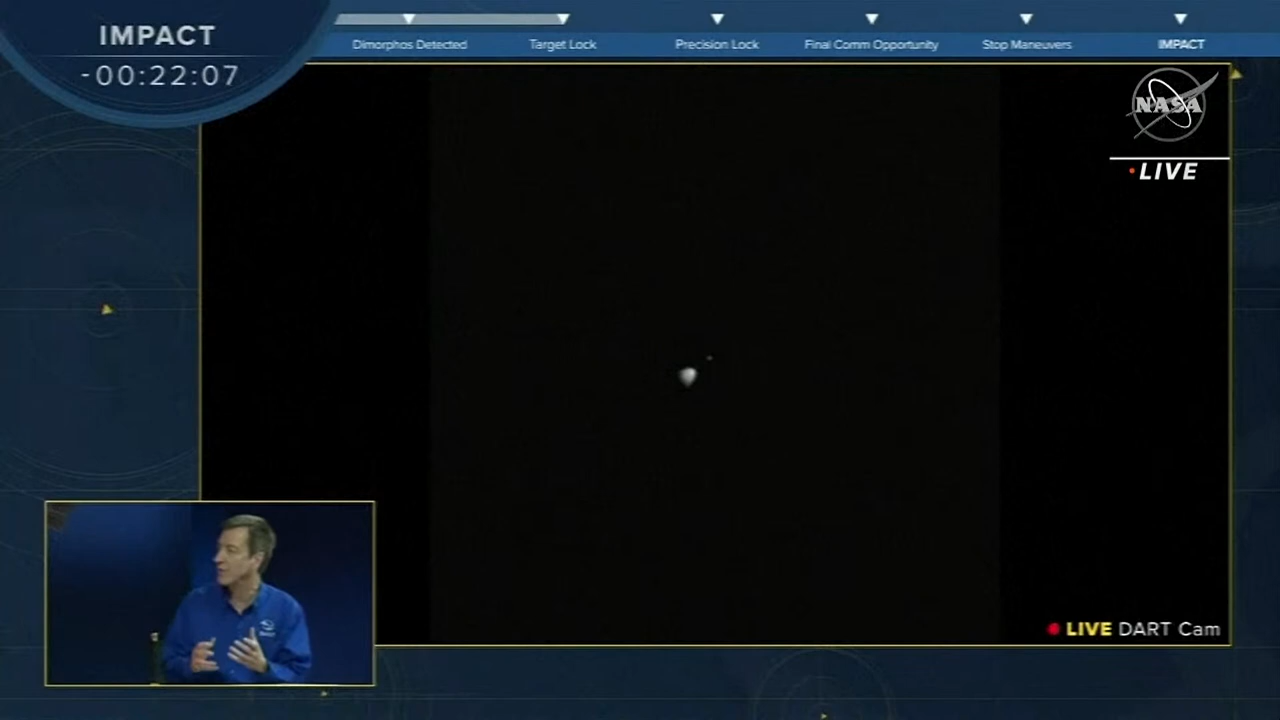 IMPACT
-00:22:07
Dimorphos Detected
Target Lock
Precision Lock
Final Comm Opportunity
Stop Maneuvers
IMPACT
NASA
LIVE
LIVE DART Cam